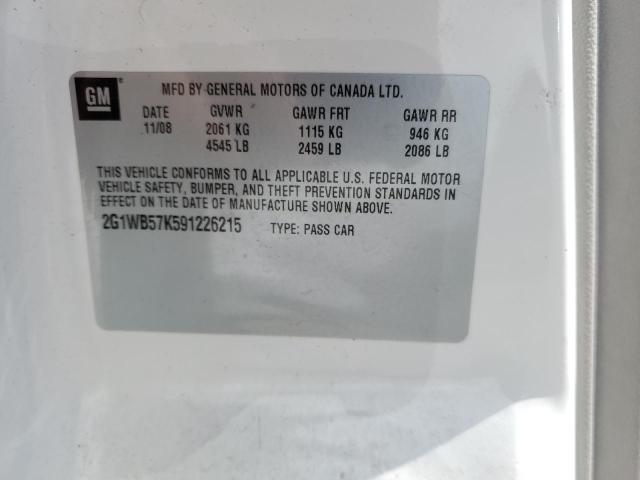 GM
MFD BY GENERAL MOTORS OF CANADA LTD.
DATE GVWR GAWR FRT GAWR RR
11/08 2061 KG 1115 KG 946 KG
4545 LB 2459 LB 2086 LB
THIS VEHICLE CONFORMS TO ALL APPLICABLE U.S. FEDERAL MOTOR
VEHICLE SAFETY, BUMPER, AND THEFT PREVENTION STANDARDS IN
EFFECT ON THE DATE OF MANUFACTURE SHOWN ABOVE.
2G1WB57K591226215 TYPE: PASS CAR